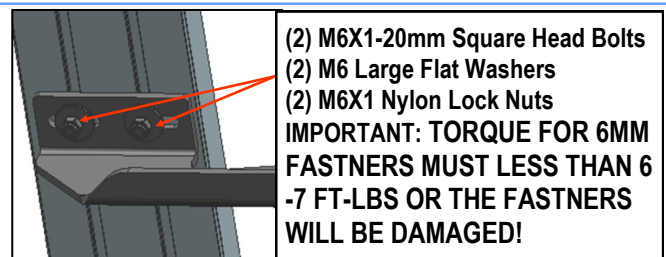 (2) M6X1-20mm Square Head Bolts
(2) M6 Large Flat Washers
(2) M6X1 Nylon Lock Nuts
IMPORTANT: TORQUE FOR 6MM
FASTNERS MUST LESS THAN 6
-7 FT-LBS OR THE FASTNERS
WILL BE DAMAGED!